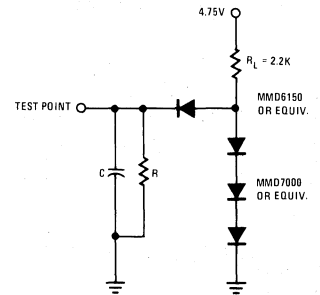 4.75V
R_L = 2.2K
TEST POINT
MMD6150
OR EQUIV.
C
R
MMD7000
OR EQUIV.